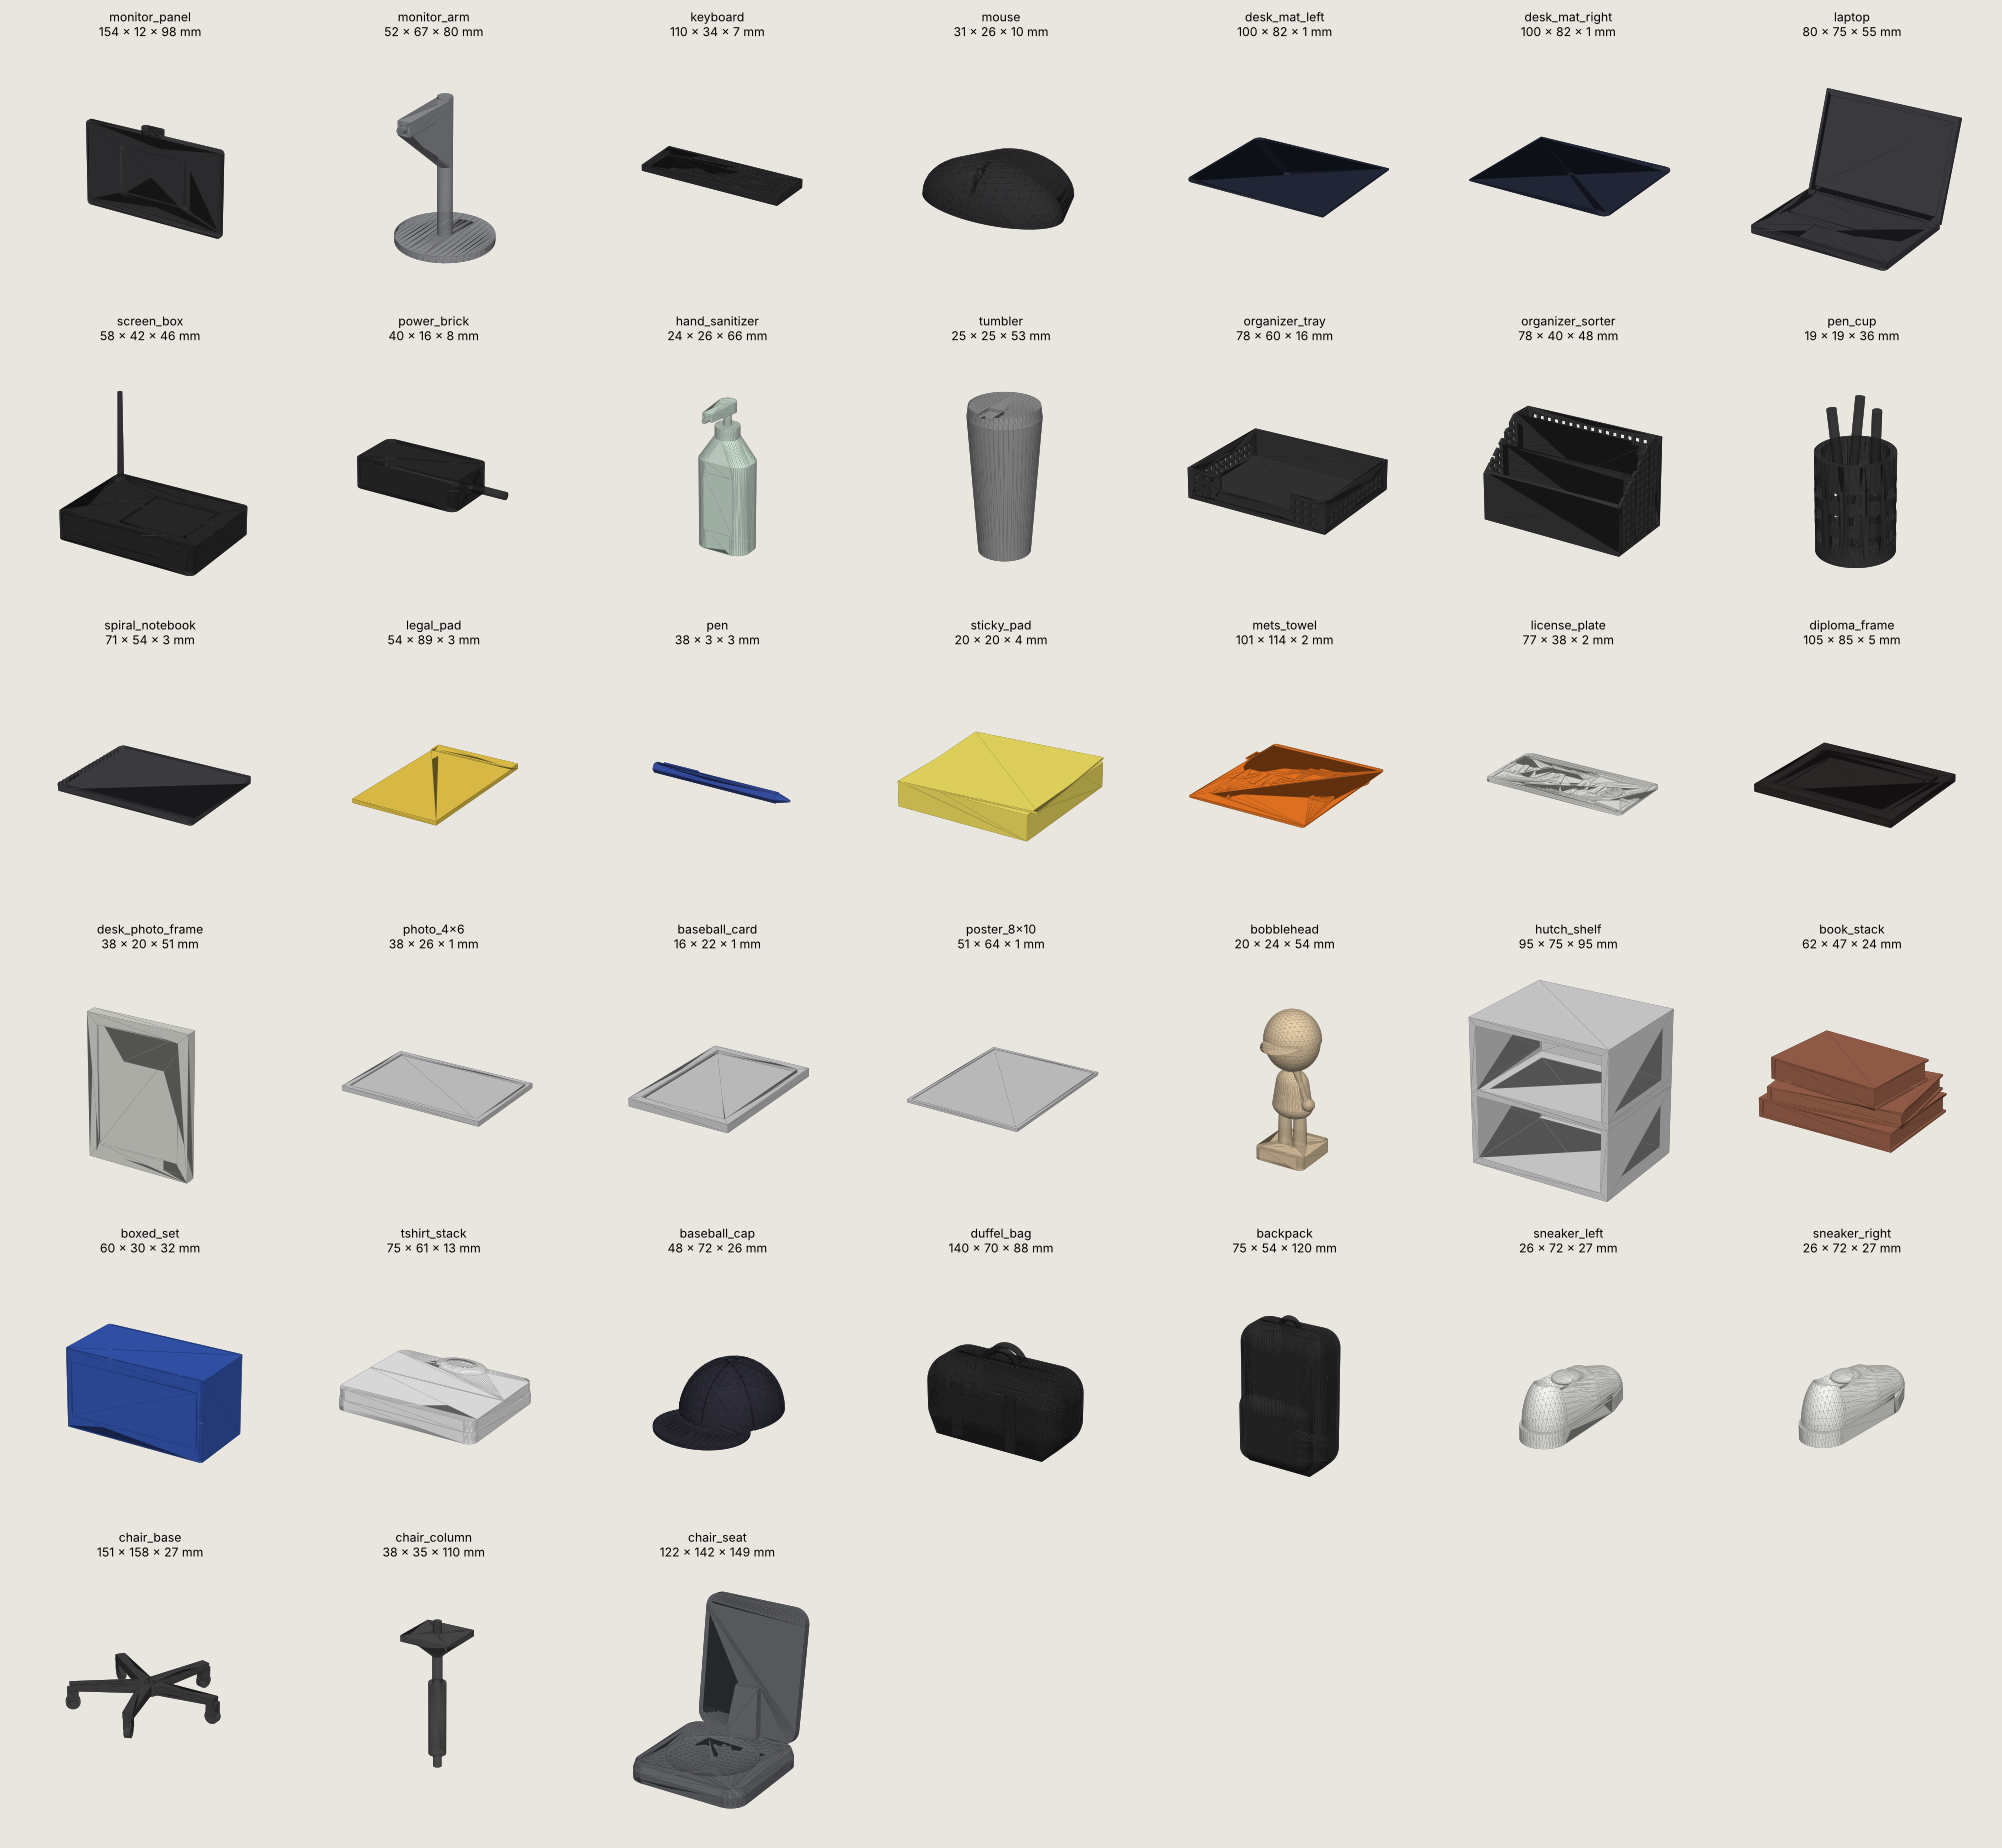 monitor_panel
154 × 12 × 98 mm
monitor_arm
52 × 67 × 80 mm
keyboard
110 × 34 × 7 mm
mouse
31 × 26 × 10 mm
desk_mat_left
100 × 82 × 1 mm
desk_mat_right
100 × 82 × 1 mm
laptop
80 × 75 × 55 mm
screen_box
58 × 42 × 46 mm
power_brick
40 × 16 × 8 mm
hand_sanitizer
24 × 26 × 66 mm
tumbler
25 × 25 × 53 mm
organizer_tray
78 × 60 × 16 mm
organizer_sorter
78 × 40 × 48 mm
pen_cup
19 × 19 × 36 mm
spiral_notebook
71 × 54 × 3 mm
legal_pad
54 × 89 × 3 mm
pen
38 × 3 × 3 mm
sticky_pad
20 × 20 × 4 mm
mets_towel
101 × 114 × 2 mm
license_plate
77 × 38 × 2 mm
diploma_frame
105 × 85 × 5 mm
desk_photo_frame
38 × 20 × 51 mm
photo_4×6
38 × 26 × 1 mm
baseball_card
16 × 22 × 1 mm
poster_8×10
51 × 64 × 1 mm
bobblehead
20 × 24 × 54 mm
hutch_shelf
95 × 75 × 95 mm
book_stack
62 × 47 × 24 mm
boxed_set
60 × 30 × 32 mm
tshirt_stack
75 × 61 × 13 mm
baseball_cap
48 × 72 × 26 mm
duffel_bag
140 × 70 × 88 mm
backpack
75 × 54 × 120 mm
sneaker_left
26 × 72 × 27 mm
sneaker_right
26 × 72 × 27 mm
chair_base
151 × 158 × 27 mm
chair_column
38 × 35 × 110 mm
chair_seat
122 × 142 × 149 mm